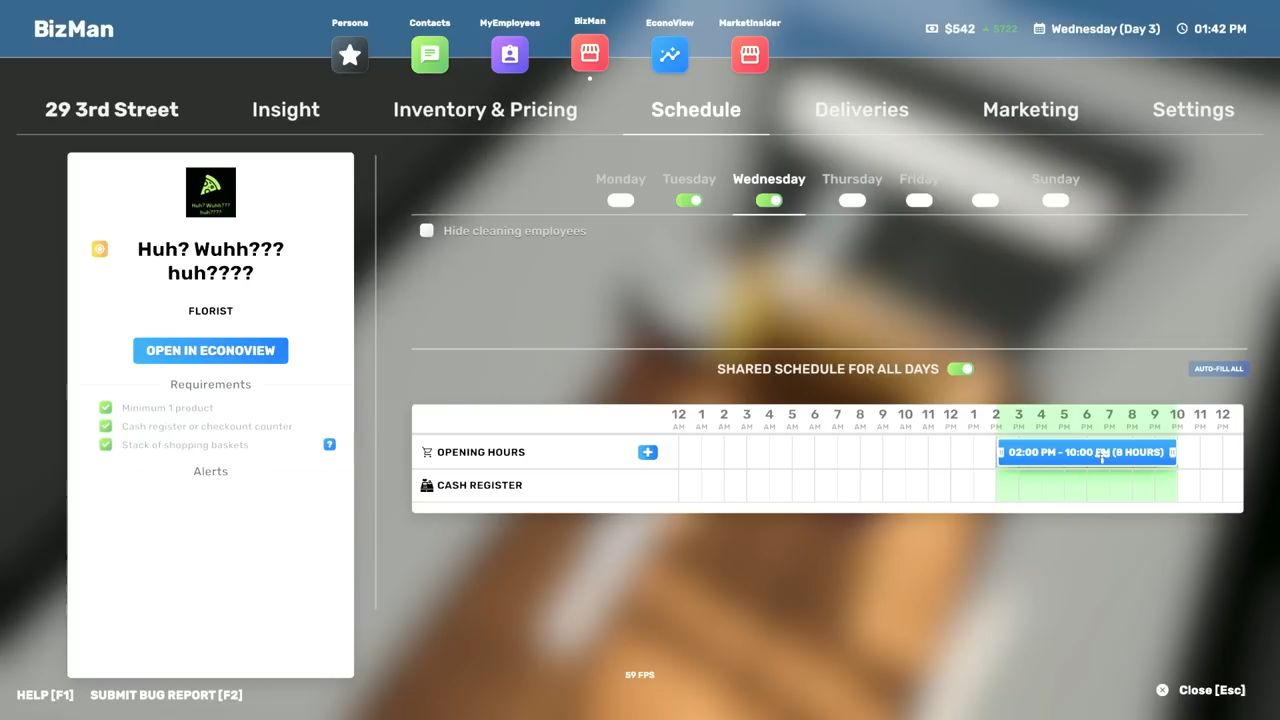 BizMan
Persona
Contacts
MyEmployees
BizMan
EconoView
MarketInsider
$542
$722
Wednesday (Day 3)
01:42 PM
29 3rd Street
Insight
Inventory & Pricing
Schedule
Deliveries
Marketing
Settings
Huh? Wuhh???
huh????
Huh? Wuhh???
huh????
FLORIST
OPEN IN ECONOVIEW
Requirements
Minimum 1 product
Cash register or checkount counter
Stack of shopping baskets
?
Alerts
Monday
Tuesday
Wednesday
Thursday
Friday
Sunday
Hide cleaning employees
SHARED SCHEDULE FOR ALL DAYS
AUTO-FILL ALL
12 1 2 3 4 5 6 7 8 9 10 11 12 1 2 3 4 5 6 7 8 9 10 11 12
AM AM AM AM AM AM AM AM AM AM AM AM PM PM PM PM PM PM PM PM PM PM PM PM AM
OPENING HOURS
02:00 PM - 10:00 PM (8 HOURS)
CASH REGISTER
59 FPS
HELP [F1]
SUBMIT BUG REPORT [F2]
Close [Esc]